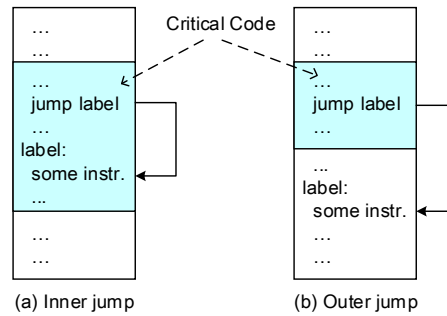 Critical Code
…
…
…
jump label
…
label:
some instr.
...
…
…
(a) Inner jump
…
…
…
jump label
…
...
label:
some instr.
…
…
(b) Outer jump